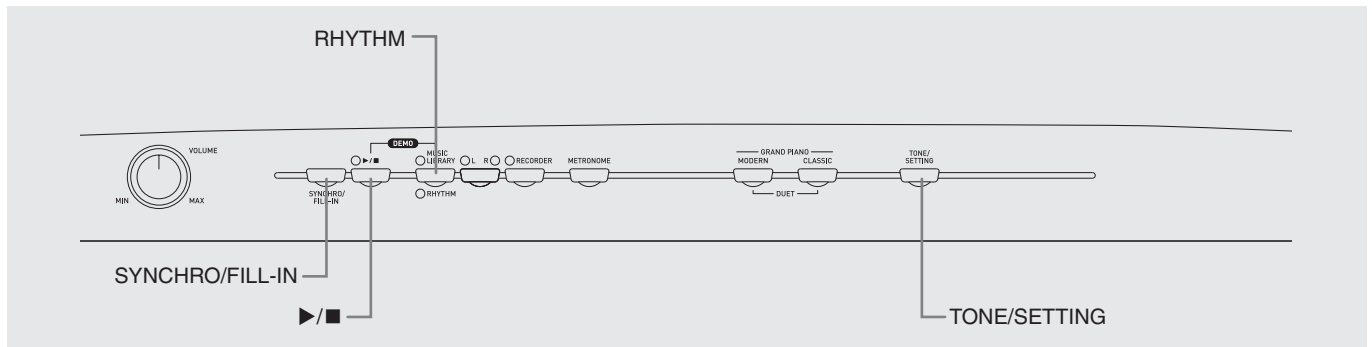 RHYTHM
DEMO
VOLUME
MIN
MAX
▶/■
MUSIC
LIBRARY
L R
RECORDER
METRONOME
GRAND PIANO
MODERN CLASSIC
TONE/
SETTING
SYNCHRO/
FILL-IN
RHYTHM
DUET
SYNCHRO/FILL-IN
▶/■
TONE/SETTING